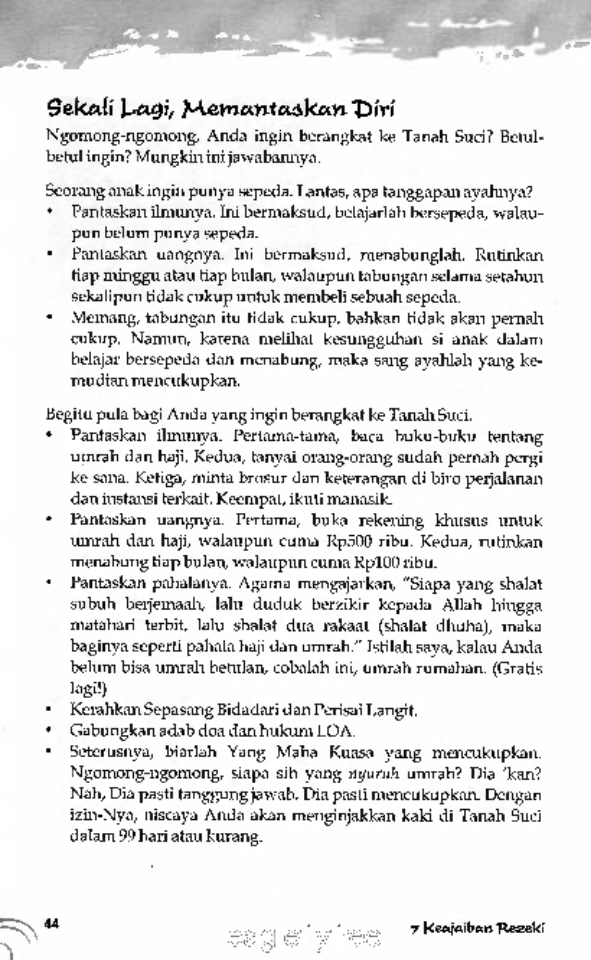 Sekali Lagi, Memantaskan Diri
Ngomong-ngomong, Anda ingin berangkat ke Tanah Suci? Betul-
betul ingin? Mungkin ini jawabannya.
Seorang anak ingin punya sepeda. Lantas, apa tanggapan ayahnya?
• Pantaskan ilmunya. Ini bermaksud, belajarlah bersepeda, walau-
pun belum punya sepeda.
• Pantaskan uangnya. Ini bermaksud, menabunglah. Rutinkan
tiap minggu atau tiap bulan, walaupun tabungan selama setahun
sekalipun tidak cukup untuk membeli sebuah sepeda.
• Memang, tabungan itu tidak cukup, bahkan tidak akan pernah
cukup. Namun, karena melihat kesungguhan si anak dalam
belajar bersepeda dan menabung, maka sang ayahlah yang ke-
mudian mencukupkan.
Begitu pula bagi Anda yang ingin berangkat ke Tanah Suci.
• Pantaskan ilmunya. Pertama-tama, baca buku-buku tentang
umrah dan haji. Kedua, tanyai orang-orang sudah pernah pergi
ke sana. Ketiga, minta brosur dan keterangan di biro perjalanan
dan instansi terkait. Keempat, ikuti manasik.
• Pantaskan uangnya. Pertama, buka rekening khusus untuk
umrah dan haji, walaupun cuma Rp500 ribu. Kedua, rutinkan
menabung tiap bulan, walaupun cuma Rp100 ribu.
• Pantaskan pahalanya. Agama mengajarkan, "Siapa yang shalat
subuh berjemaah, lalu duduk berzikir kepada Allah hingga
matahari terbit, lalu shalat dua rakaat (shalat dhuha), maka
baginya seperti pahala haji dan umrah." Istilah saya, kalau Anda
belum bisa umrah betulan, cobalah ini, umrah rumahan. (Gratis
lagi!)
• Kerahkan Sepasang Bidadari dan Perisai Langit.
• Gabungkan adab doa dan hukum LOA.
• Seterusnya, biarlah Yang Maha Kuasa yang mencukupkan.
Ngomong-ngomong, siapa sih yang nyuruh umrah? Dia 'kan?
Nah, Dia pasti tanggung jawab. Dia pasti mencukupkan. Dengan
izin-Nya, niscaya Anda akan menginjakkan kaki di Tanah Suci
dalam 99 hari atau kurang.
44
7 Keajaiban Rezeki